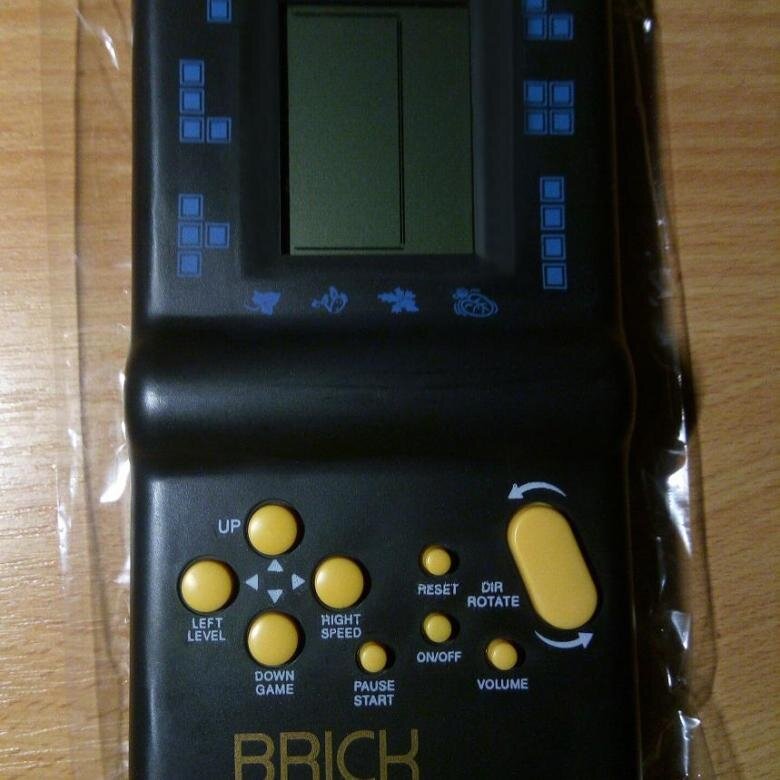 UP
RESET
DIR
ROTATE
LEFT
LEVEL
RIGHT
SPEED
ON/OFF
DOWN
GAME
PAUSE
START
VOLUME
BRICK